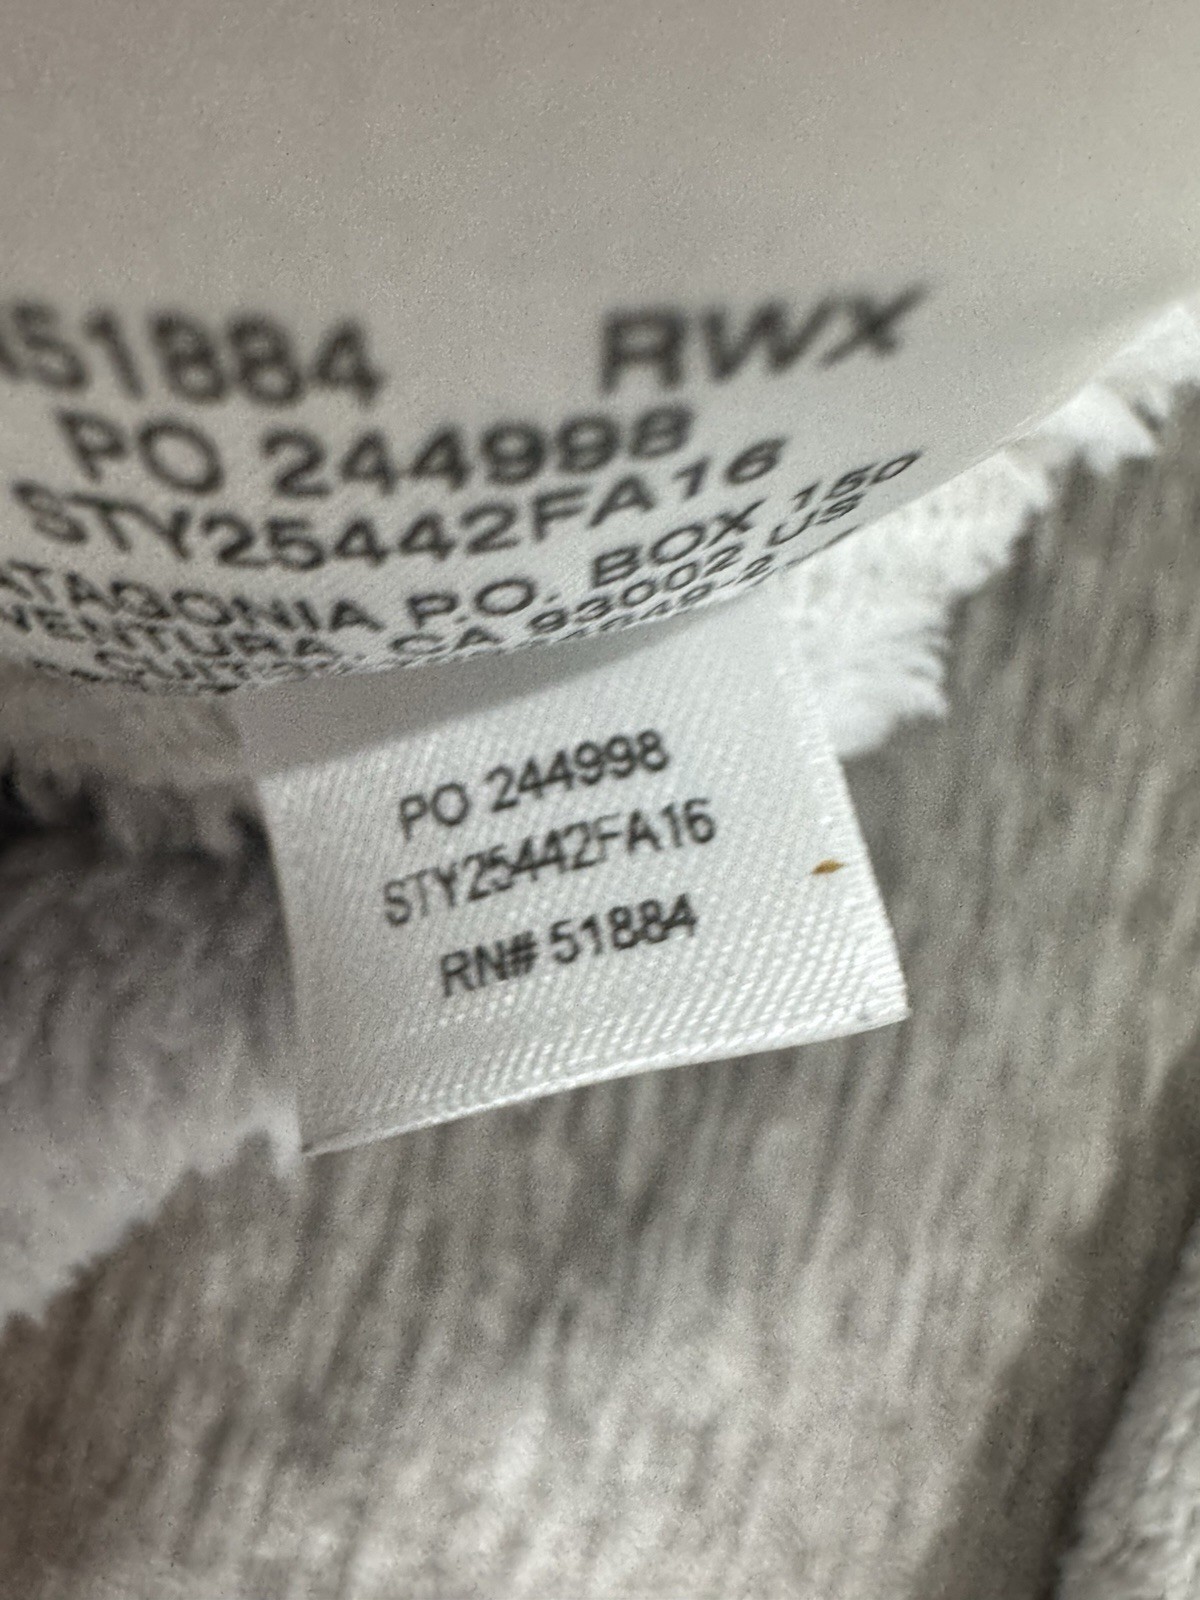 51884 RWX
PO 244998
STY25442FA16
PATAGONIA P.O. BOX 150
VENTURA, CA 93002 US
PO 244998
STY25442FA16
RN# 51884